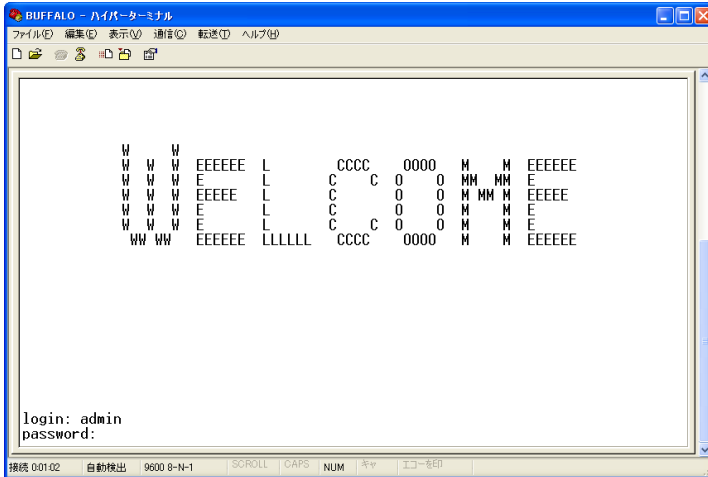 BUFFALO - ハイパーターミナル
ファイル(F) 編集(E) 表示(V) 通信(C) 転送(T) ヘルプ(H)
WELCOME
login: admin
password:
接続 0:01:02 自動検出 9600 8-N-1 SCROLL CAPS NUM キャ エコーを印